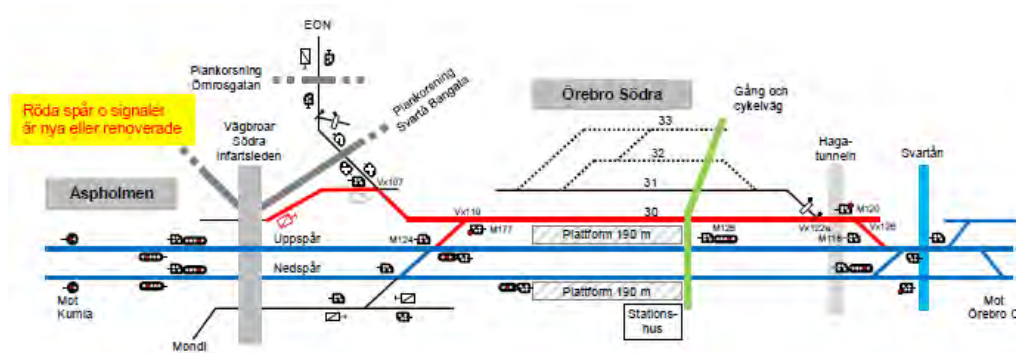 EON
Plankorsning
Omrosgatan
Plankorsning
Svartå Bangata
Örebro Södra
Gång och
cykelväg
Röda spår o signaler
är nya eller renoverade
Vägbroar
Södra
Infartsleden
33
Haga-
tunneln
Svartån
32
Aspholmen
31
Vx107
30
M120
Vx119
M177
Vx122a
Vx126
Uppspår
M124
Plattform 190 m
M128
M116
Nedspår
Plattform 190 m
Mot
Kumla
Stations-
hus
Mot
Örebro C
Mondi